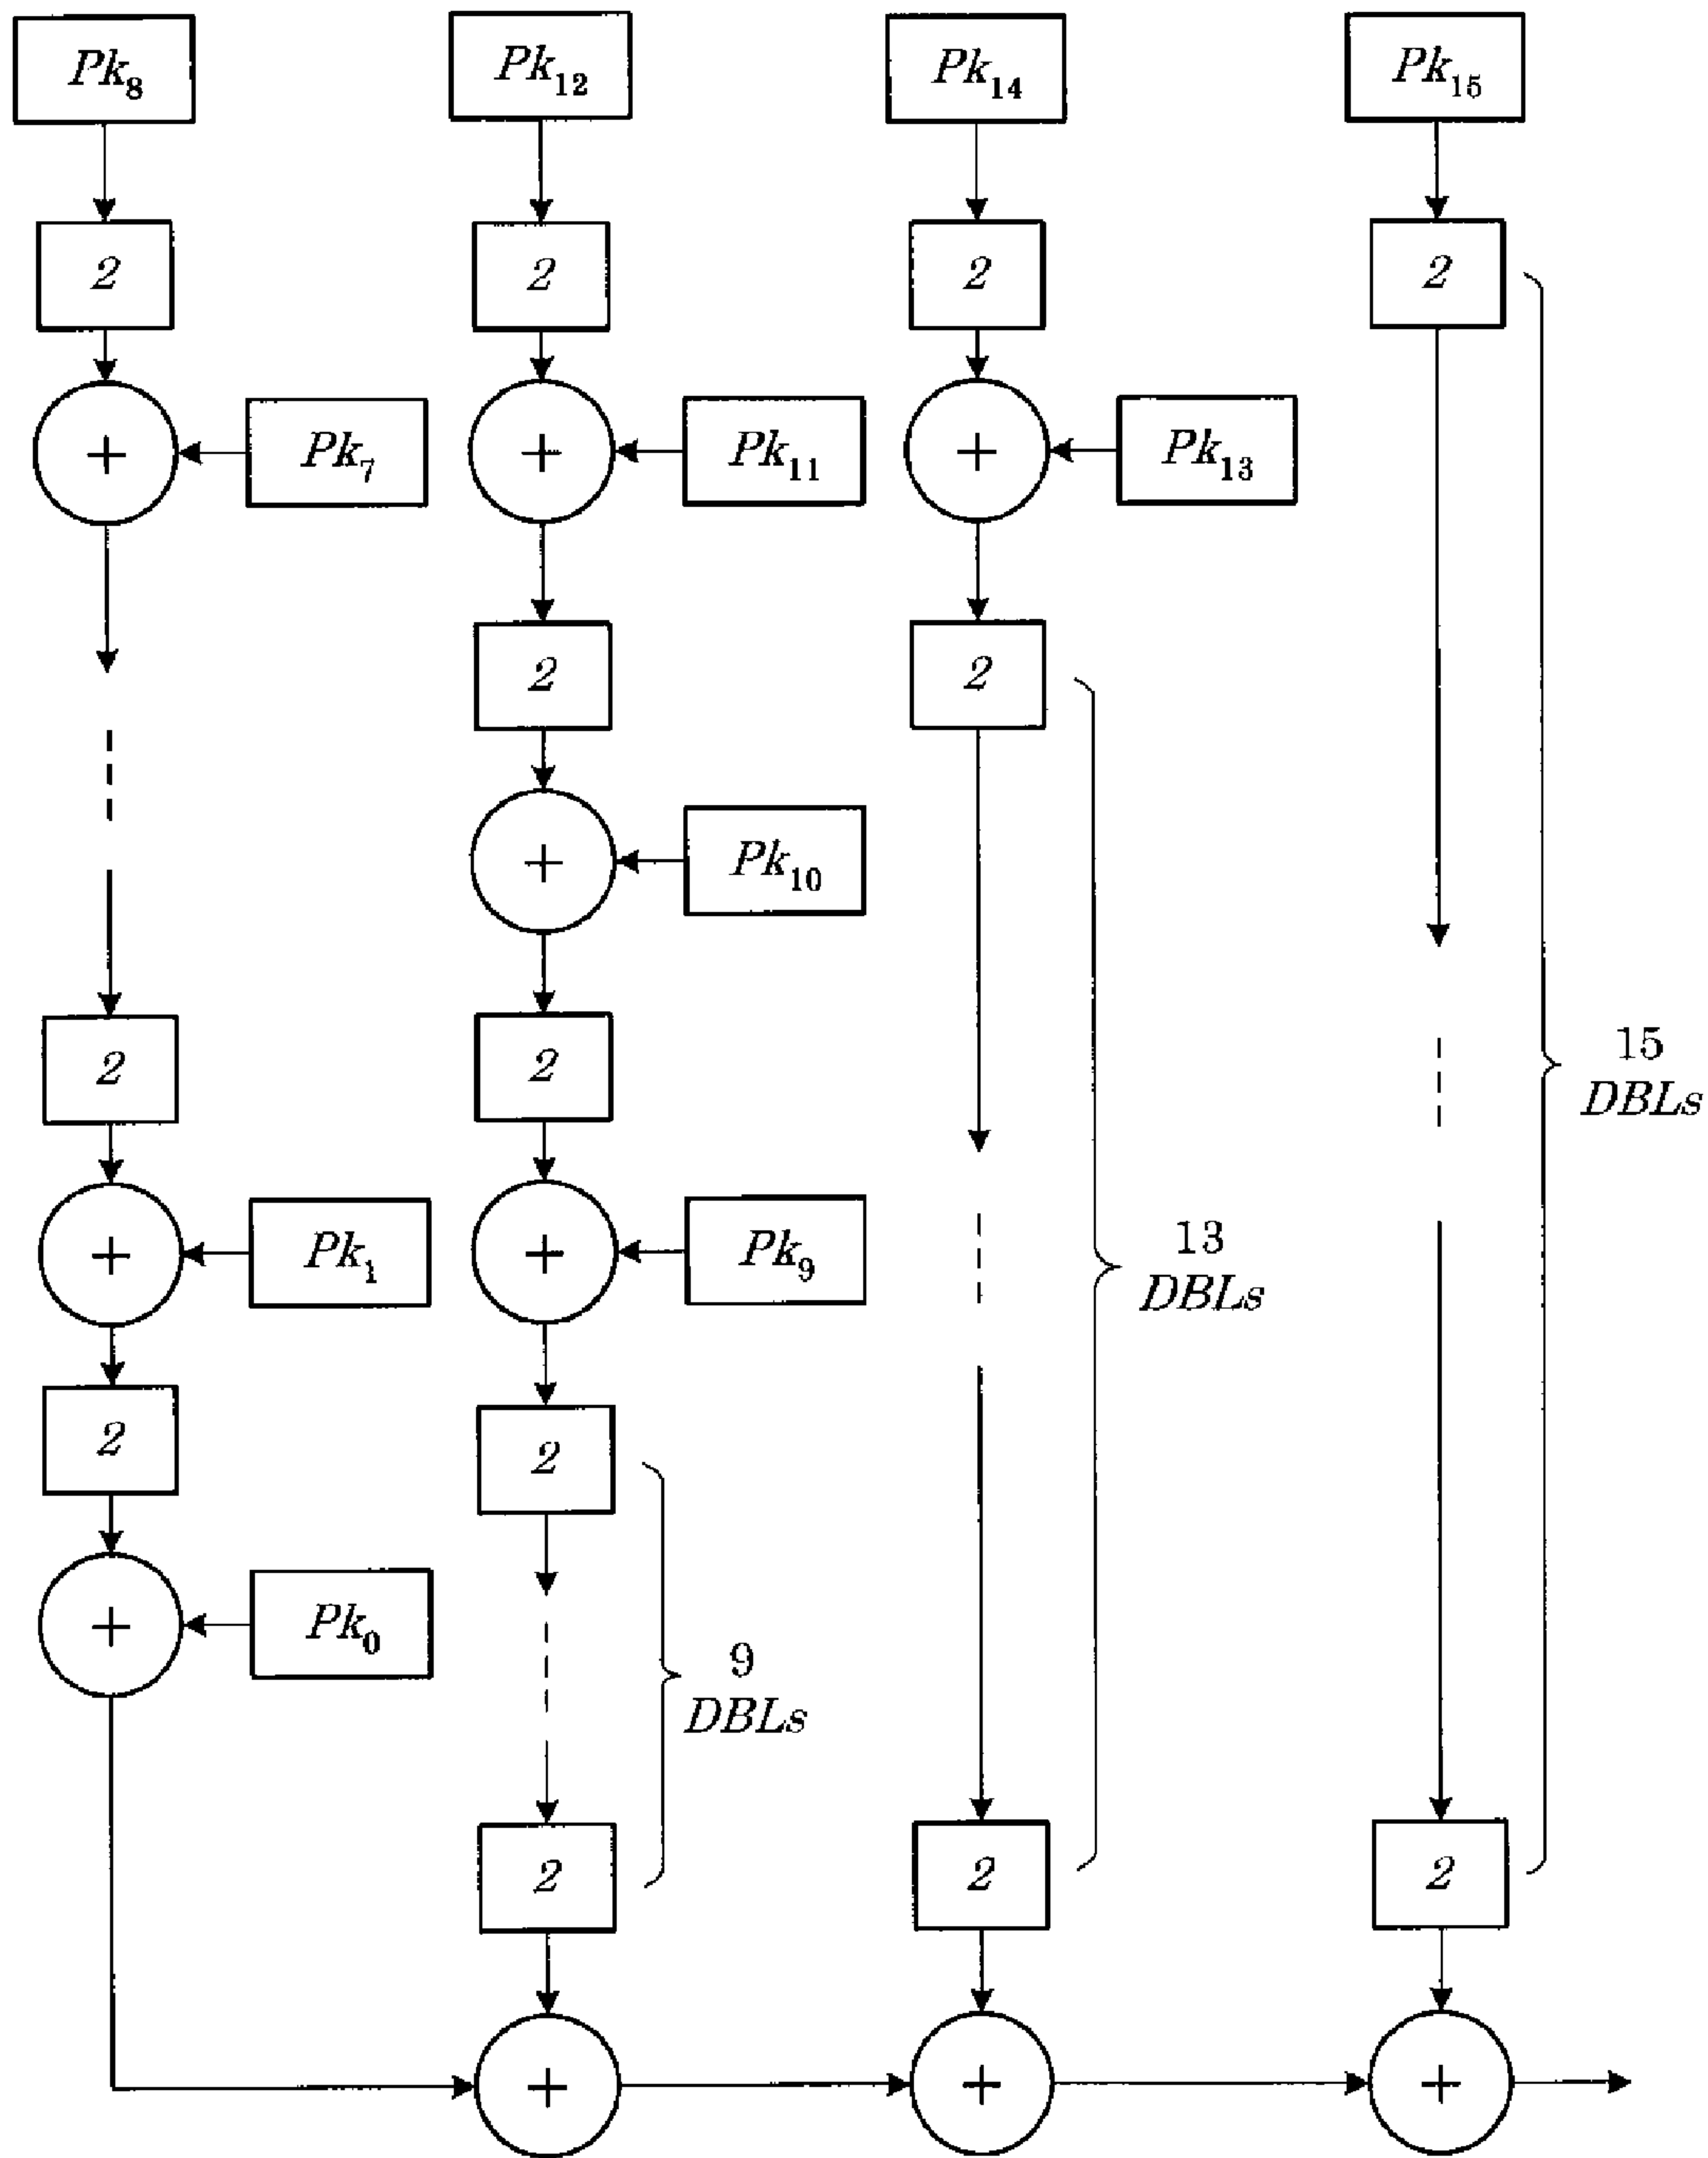 Pk₈ Pk₁₂ Pk₁₄ Pk₁₅
2 2 2 2
+ Pk₇ + Pk₁₁ + Pk₁₃
2 2
+ Pk₁₀
2 2
15
DBLs
+ Pk₁ + Pk₉
13
DBLs
2 2
+ Pk₀
9
DBLs
2 2 2
+ + +